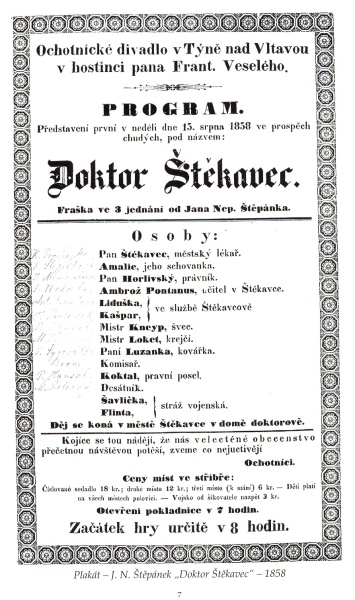 Ochotnické divadlo v Týně nad Vltavou
v hostinci pana Frant. Veselého.
PROGRAM.
Představení první v neděli dne 15. srpna 1858 ve prospěch
chudých, pod názvem:
Doktor Štěkavec.
Fraška ve 3 jednání od Jana Nep. Štěpánka.
Osoby:
Pan Štěkavec, městský lékař.
Amalie, jeho schovanka.
Pan Horlivský, právník.
Ambrož Pontanus, učitel v Štěkavce.
Liduška,
Kašpar,
ve službě Štěkavcově
Mistr Kneyp, švec.
Mistr Loket, krejčí.
Paní Luzanka, kovářka.
Komisař.
Koktal, pravní posel.
Desátník.
Šavlička,
Flinta,
stráž vojenská.
Děj se koná v městě Štěkavce v domě doktorově.
Kojíce se tou nádějí, že nás velectěné obecenstvo
přečetnou návštěvou potěší, zveme co nejuctivěji
Ochotníci.
Ceny míst ve stříbře:
Číslované sedadlo 18 kr.; druhé místo 12 kr.; třetí místo (k stání) 6 kr. — Děti platí
na všech místech polovici. — Vojsko od šikovatele nazpět 3 kr.
Otevření pokladnice v 7 hodin.
Začátek hry určitě v 8 hodin.
Plakát – J. N. Štěpánek „Doktor Štěkavec“ – 1858
7